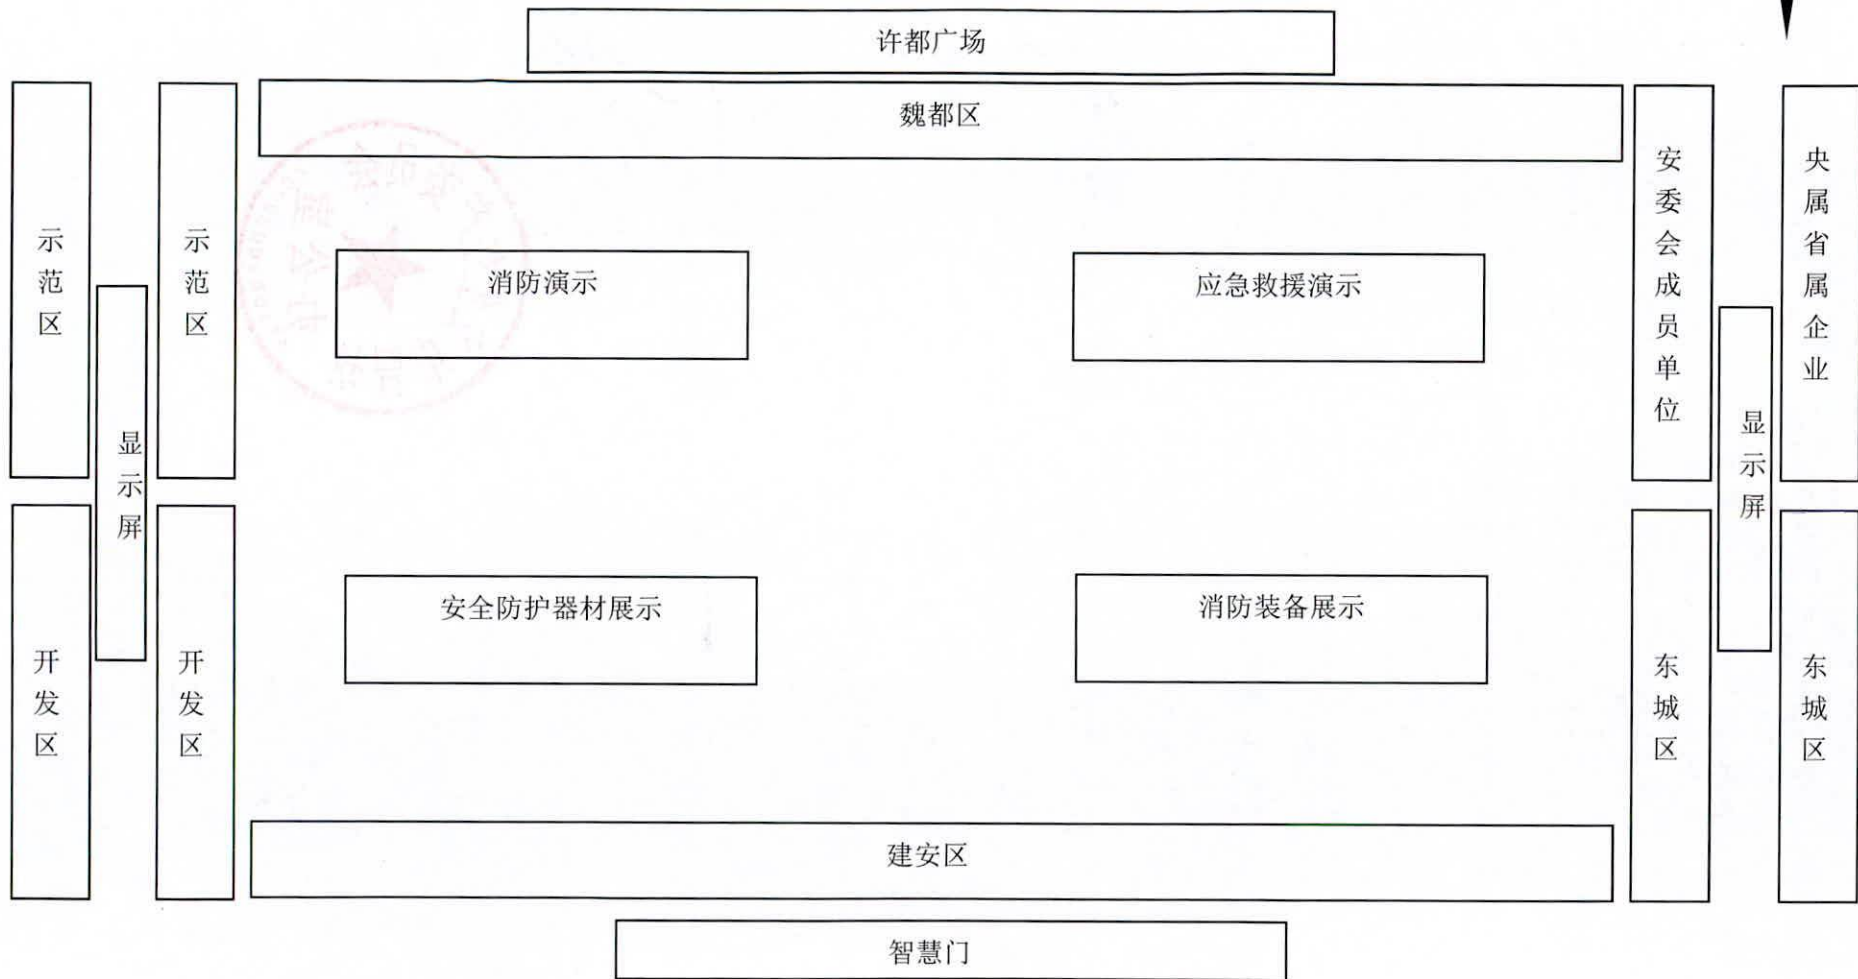 许都广场
魏都区
示范区
示范区
安委会成员单位
央属省属企业
消防演示
应急救援演示
显示屏
显示屏
安全防护器材展示
消防装备展示
开发区
开发区
东城区
东城区
建安区
智慧门